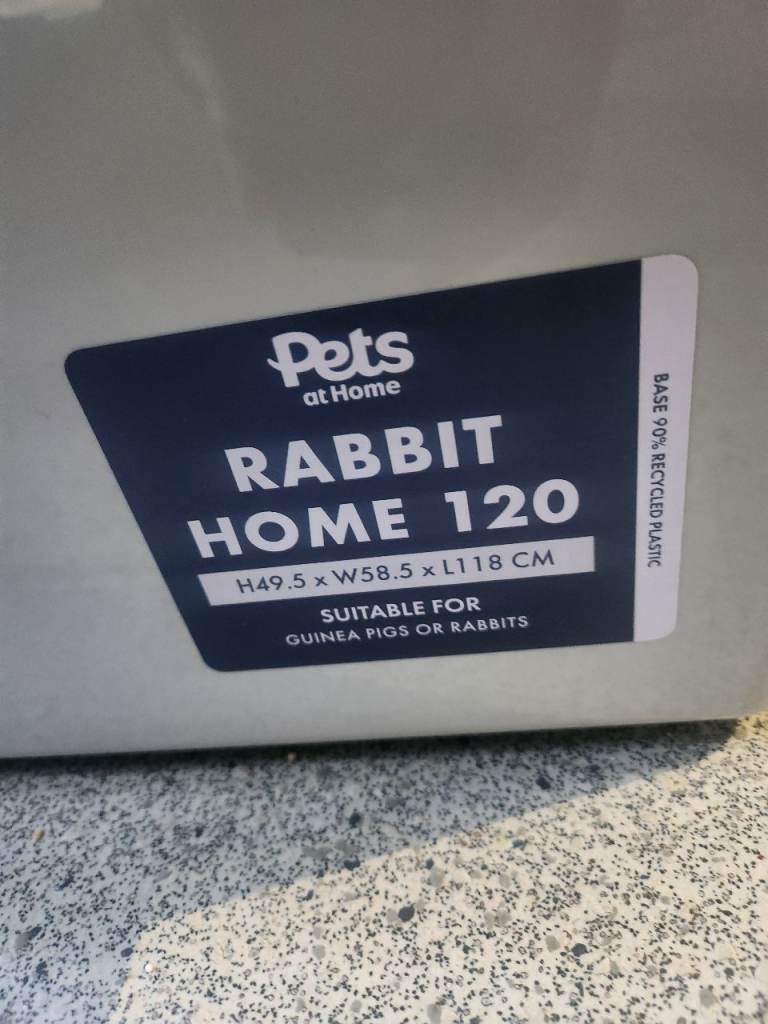 Pets
at Home
RABBIT
HOME 120
H49.5 x W58.5 x L118 CM
SUITABLE FOR
GUINEA PIGS OR RABBITS
BASE 90% RECYCLED PLASTIC